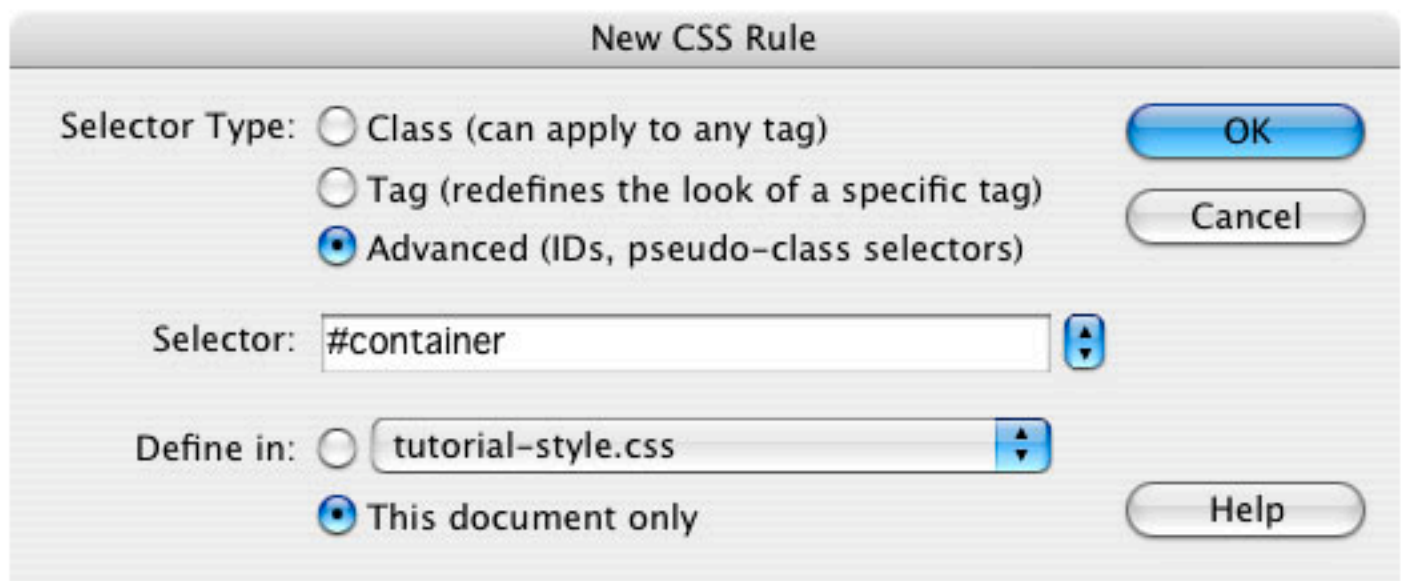 New CSS Rule
Selector Type: Class (can apply to any tag)
OK
Tag (redefines the look of a specific tag)
Cancel
Advanced (IDs, pseudo-class selectors)
Selector: #container
Define in: tutorial-style.css
This document only
Help